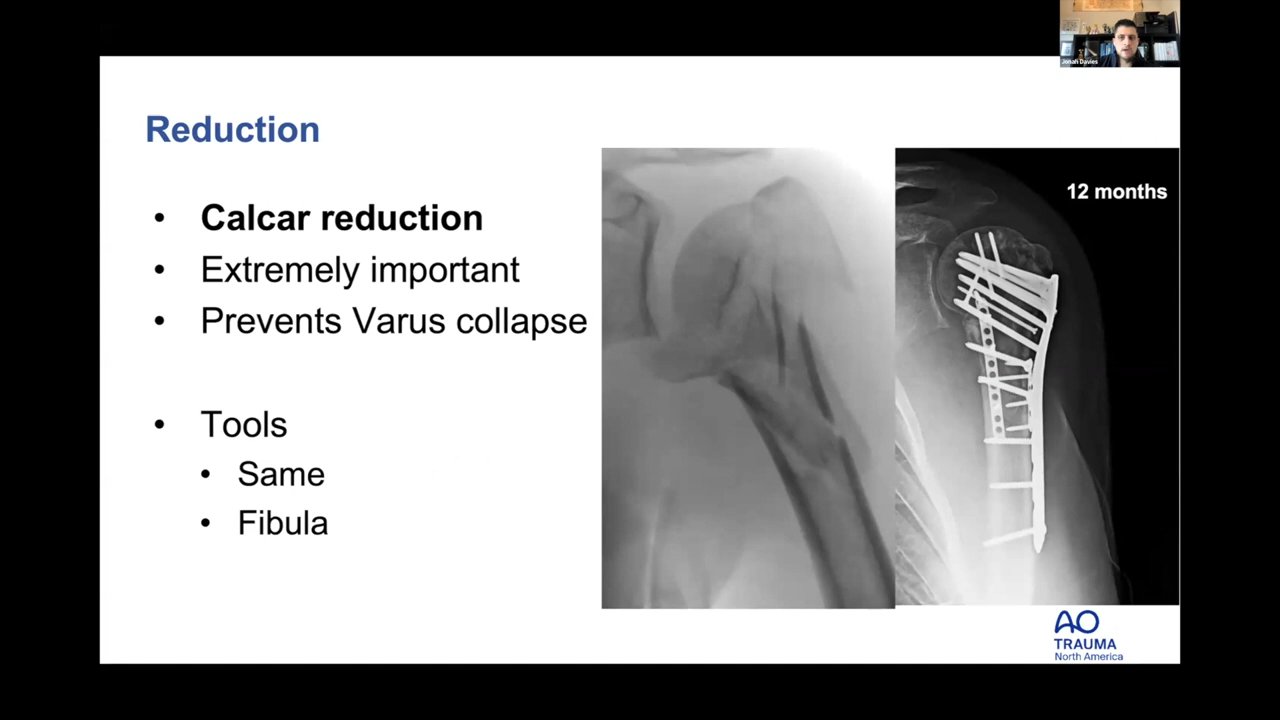 Jonah Davies
Reduction
12 months
• Calcar reduction
• Extremely important
• Prevents Varus collapse
• Tools
• Same
• Fibula
AO
TRAUMA
North America